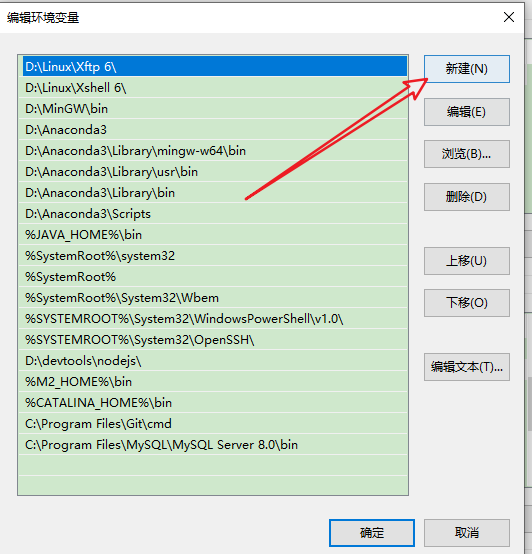 编辑环境变量
D:\Linux\Xftp 6\
D:\Linux\Xshell 6\
D:\MinGW\bin
D:\Anaconda3
D:\Anaconda3\Library\mingw-w64\bin
D:\Anaconda3\Library\usr\bin
D:\Anaconda3\Library\bin
D:\Anaconda3\Scripts
%JAVA_HOME%\bin
%SystemRoot%\system32
%SystemRoot%
%SystemRoot%\System32\Wbem
%SYSTEMROOT%\System32\WindowsPowerShell\v1.0\
%SYSTEMROOT%\System32\OpenSSH\
D:\devtools\nodejs\
%M2_HOME%\bin
%CATALINA_HOME%\bin
C:\Program Files\Git\cmd
C:\Program Files\MySQL\MySQL Server 8.0\bin
新建(N)
编辑(E)
浏览(B)...
删除(D)
上移(U)
下移(O)
编辑文本(T)...
确定
取消